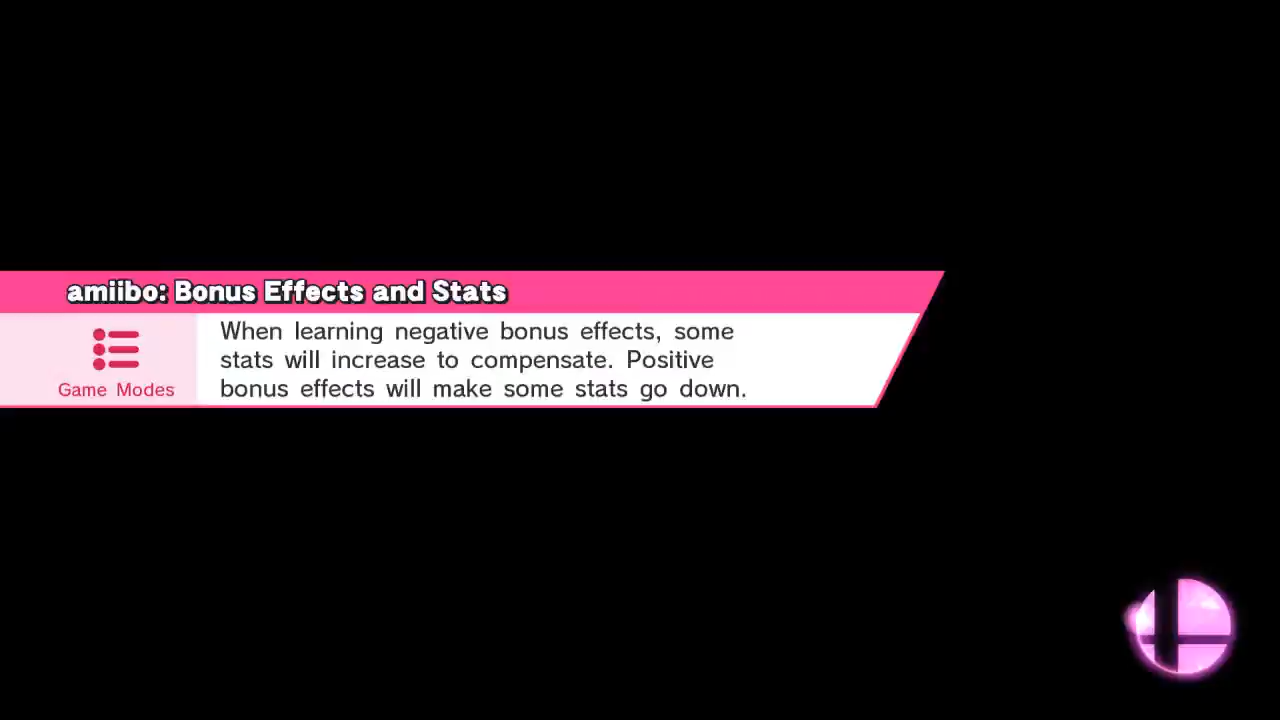 amiibo: Bonus Effects and Stats
Game Modes
When learning negative bonus effects, some
stats will increase to compensate. Positive
bonus effects will make some stats go down.